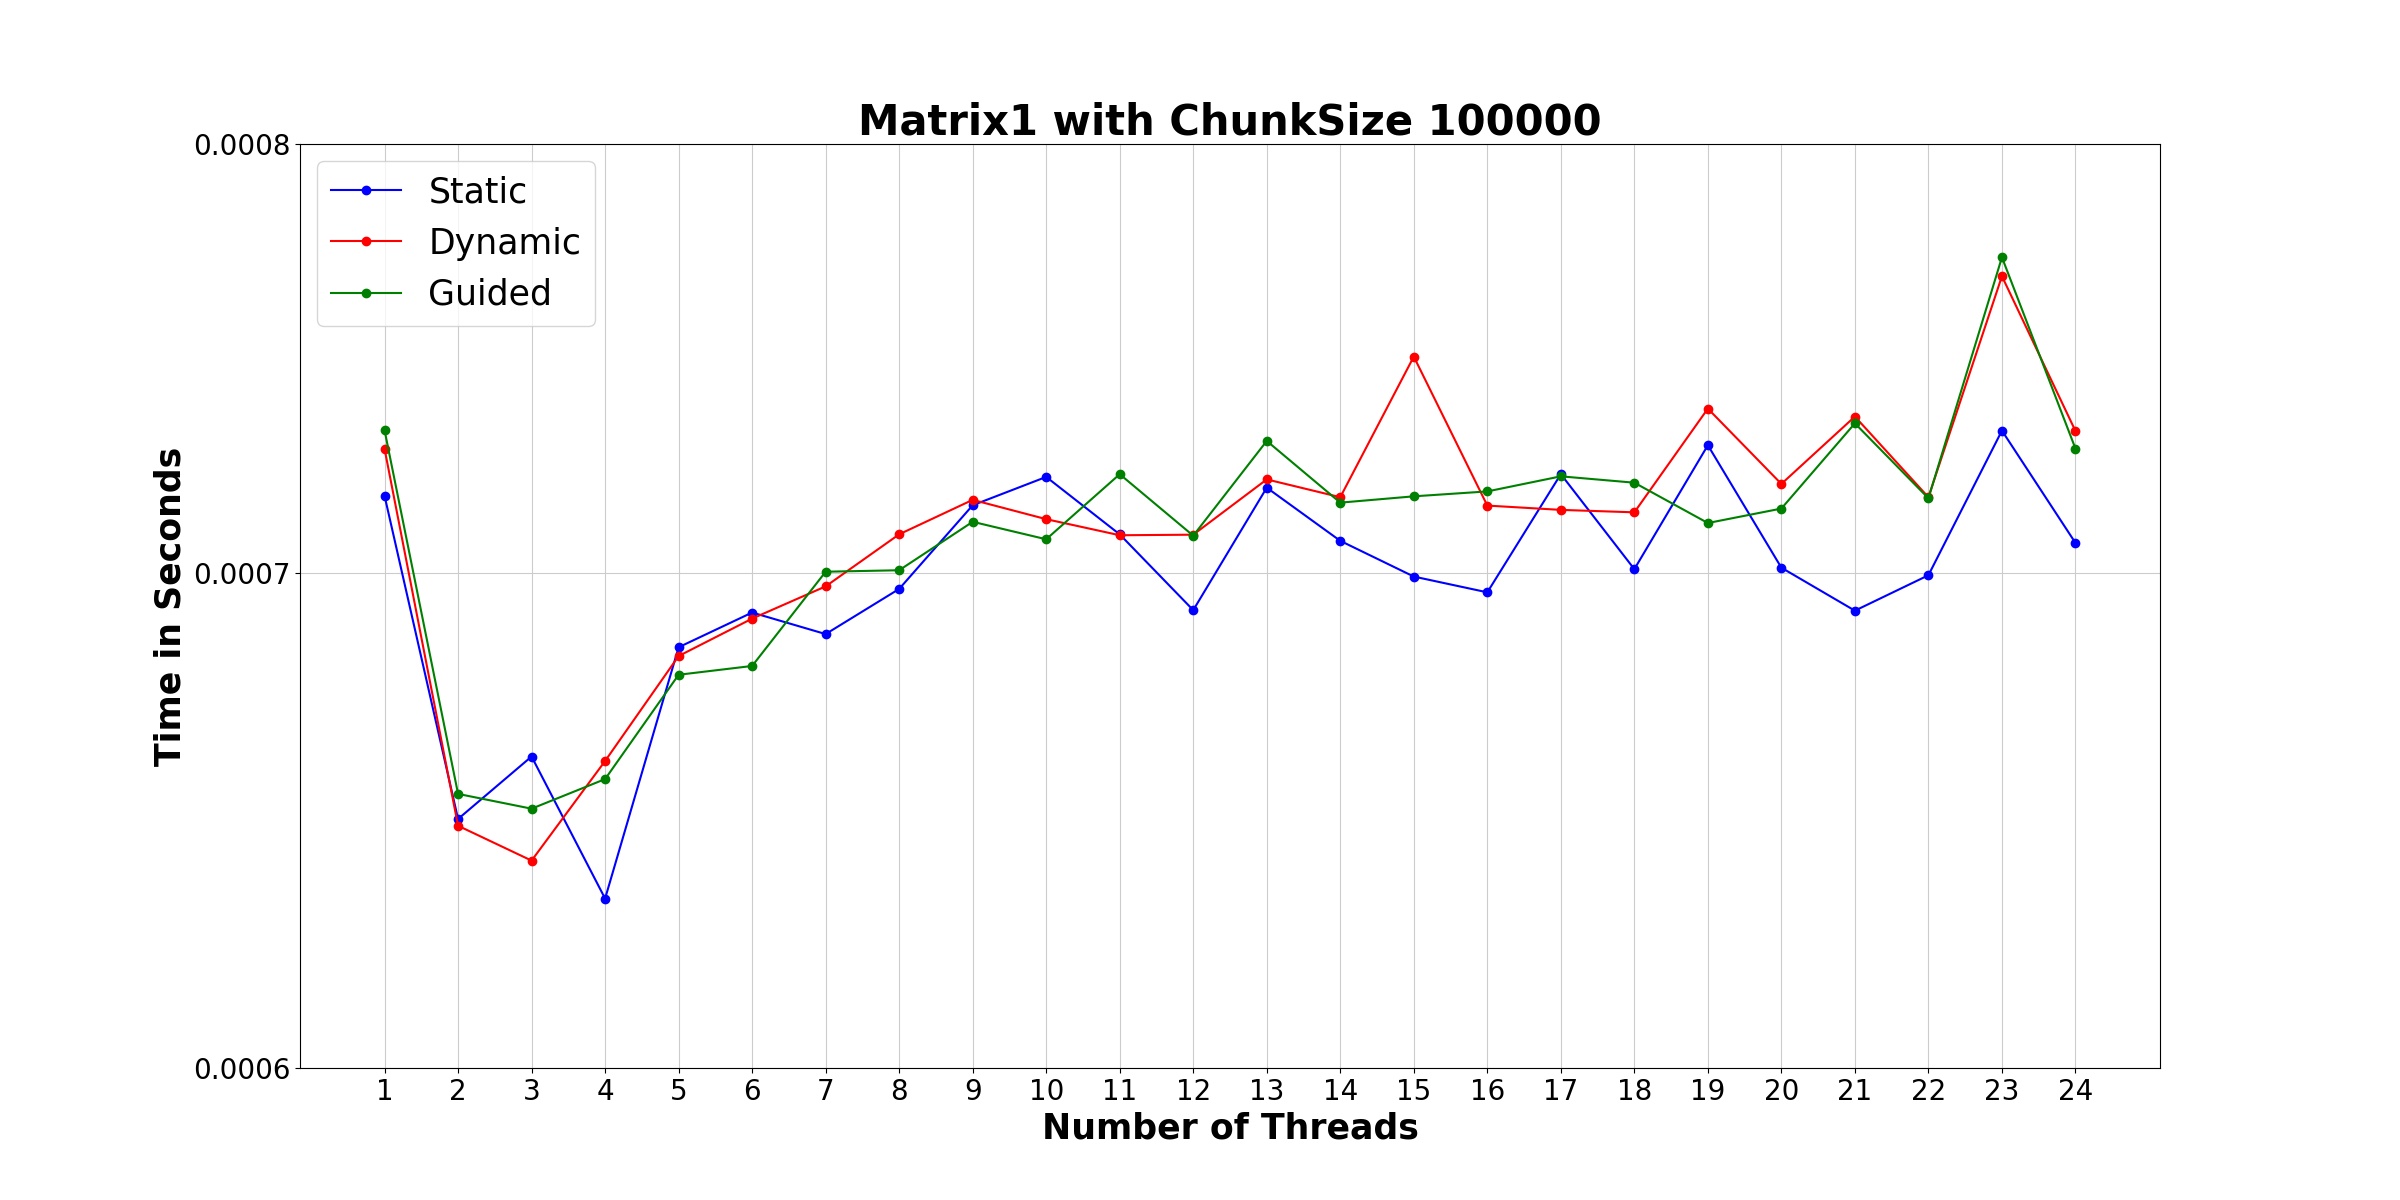 Matrix1 with ChunkSize 100000
0.0008
0.0007
0.0006
Time in Seconds
Static
Dynamic
Guided
1 2 3 4 5 6 7 8 9 10 11 12 13 14 15 16 17 18 19 20 21 22 23 24
Number of Threads